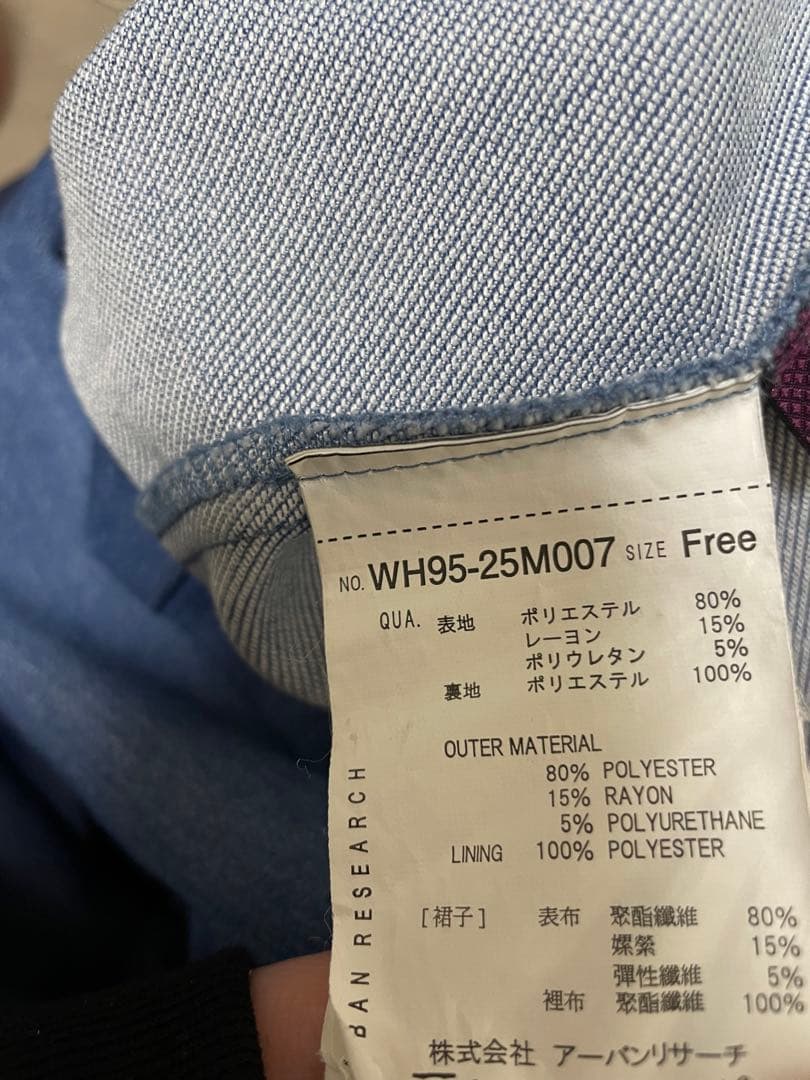 NO. WH95-25M007 SIZE Free
QUA. 表地 ポリエステル 80%
レーヨン 15%
ポリウレタン 5%
裏地 ポリエステル 100%
OUTER MATERIAL
80% POLYESTER
15% RAYON
5% POLYURETHANE
LINING 100% POLYESTER
[裙子] 表布 聚酯纖維 80%
嫘縈 15%
彈性纖維 5%
裡布 聚酯纖維 100%
株式会社 アーバンリサーチ
BAN RESEARCH